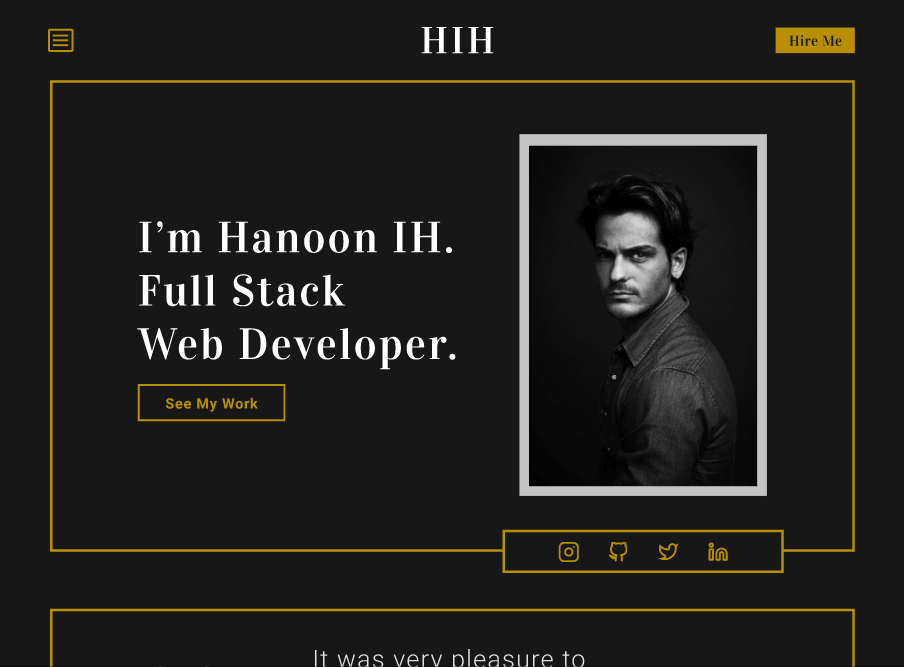 HIH
Hire Me
I’m Hanoon IH.
Full Stack
Web Developer.
See My Work
It was very pleasure to